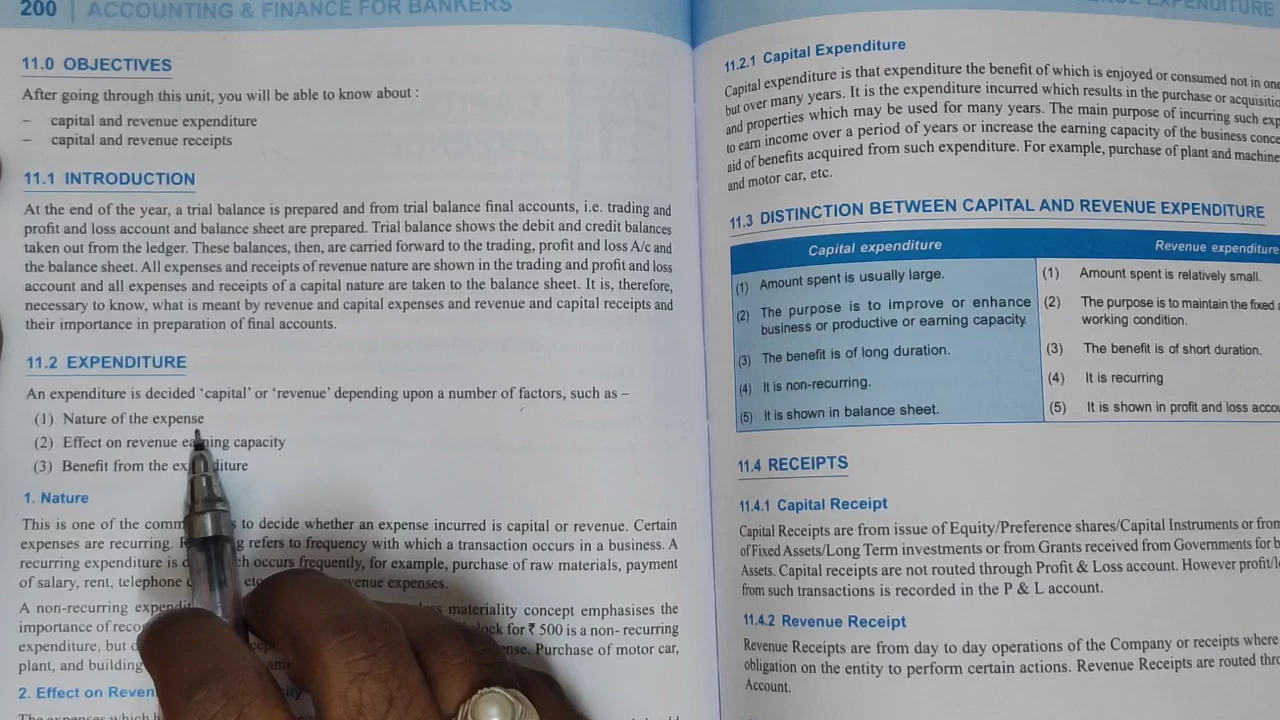 200 ACCOUNTING & FINANCE FOR BANKERS
11.0 OBJECTIVES
After going through this unit, you will be able to know about :
– capital and revenue expenditure
– capital and revenue receipts
11.1 INTRODUCTION
At the end of the year, a trial balance is prepared and from trial balance final accounts, i.e. trading and
profit and loss account and balance sheet are prepared. Trial balance shows the debit and credit balances
taken out from the ledger. These balances, then, are carried forward to the trading, profit and loss A/c and
the balance sheet. All expenses and receipts of revenue nature are shown in the trading and profit and loss
account and all expenses and receipts of a capital nature are taken to the balance sheet. It is, therefore,
necessary to know, what is meant by revenue and capital expenses and revenue and capital receipts and
their importance in preparation of final accounts.
11.2 EXPENDITURE
An expenditure is decided ‘capital’ or ‘revenue’ depending upon a number of factors, such as –
(1) Nature of the expense
(2) Effect on revenue earning capacity
(3) Benefit from the diture
1. Nature
This is one of the to decide whether an expense incurred is capital or revenue. Certain
expenses are recurring. refers to frequency with which a transaction occurs in a business. A
recurring expenditure is occurs frequently, for example, purchase of raw materials, payment
of salary, rent, telephone expenses.
A non-recurring materiality concept emphasises the
importance of for ₹ 500 is a non- recurring
expenditure, but Purchase of motor car,
plant, and building
2. Effect on
The expenses which
EXPENDITURE
11.2.1 Capital Expenditure
Capital expenditure is that expenditure the benefit of which is enjoyed or consumed not in one
but over many years. It is the expenditure incurred which results in the purchase or
and properties which may be used for many years. The main purpose of incurring such
to earn income over a period of years or increase the earning capacity of the business
aid of benefits acquired from such expenditure. For example, purchase of plant and
and motor car, etc.
11.3 DISTINCTION BETWEEN CAPITAL AND REVENUE EXPENDITURE
Capital expenditure Revenue expenditure
(1) Amount spent is usually large. (1) Amount spent is relatively small.
(2) The purpose is to improve or enhance (2) The purpose is to maintain the fixed
business or productive or earning capacity. working condition.
(3) The benefit is of long duration. (3) The benefit is of short duration.
(4) It is non-recurring. (4) It is recurring
(5) It is shown in balance sheet. (5) It is shown in profit and loss
11.4 RECEIPTS
11.4.1 Capital Receipt
Capital Receipts are from issue of Equity/Preference shares/Capital Instruments or from
of Fixed Assets/Long Term investments or from Grants received from Governments for
Assets. Capital receipts are not routed through Profit & Loss account. However
from such transactions is recorded in the P & L account.
11.4.2 Revenue Receipt
Revenue Receipts are from day to day operations of the Company or receipts where
obligation on the entity to perform certain actions. Revenue Receipts are routed
Account.